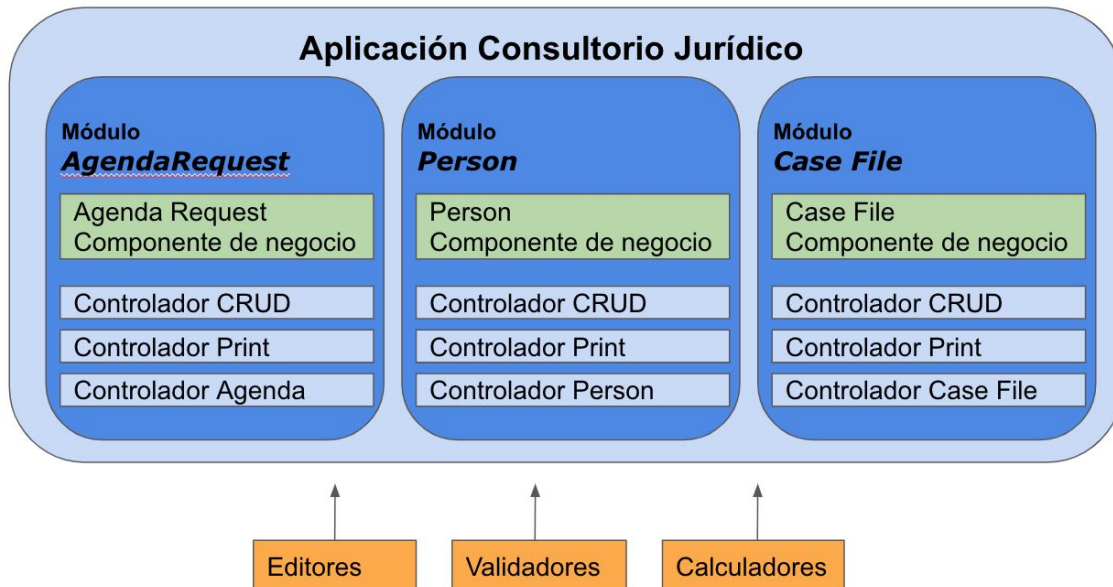 Aplicación Consultorio Jurídico
Módulo
AgendaRequest
Agenda Request
Componente de negocio
Controlador CRUD
Controlador Print
Controlador Agenda
Módulo
Person
Person
Componente de negocio
Controlador CRUD
Controlador Print
Controlador Person
Módulo
Case File
Case File
Componente de negocio
Controlador CRUD
Controlador Print
Controlador Case File
Editores
Validadores
Calculadores